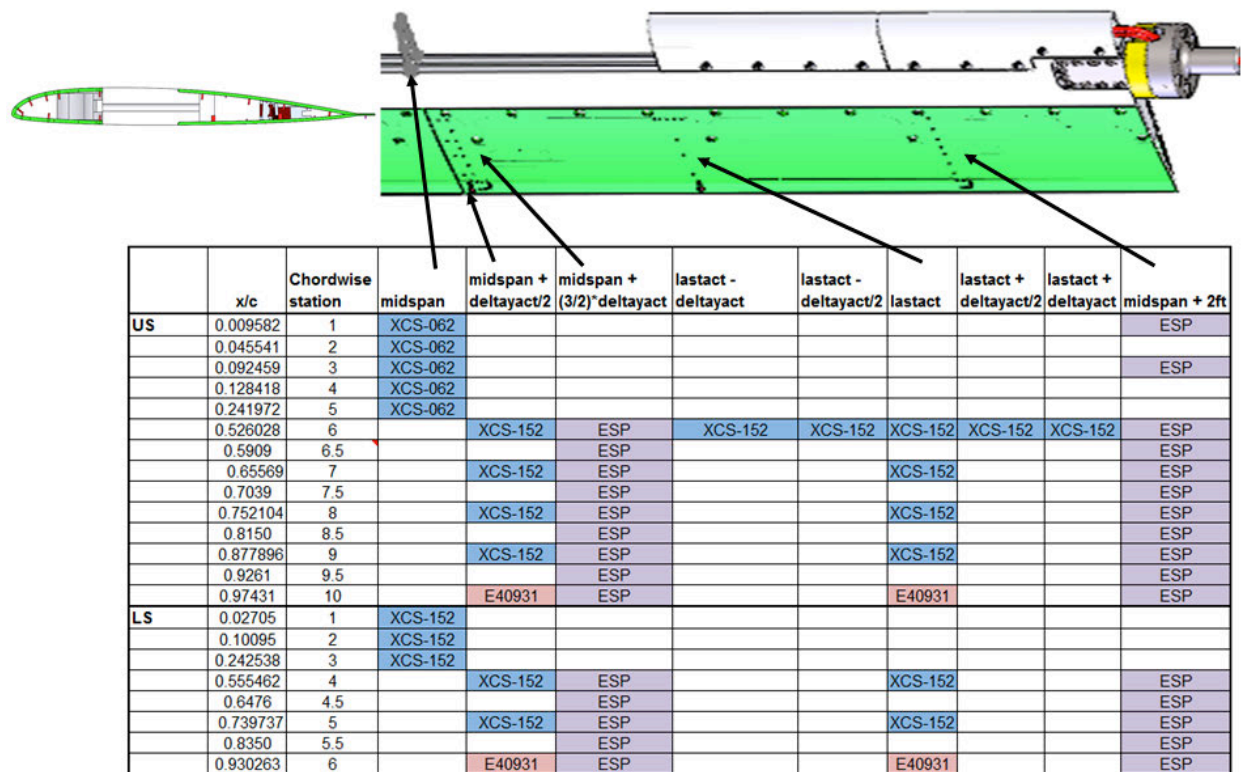 x/c Chordwise station midspan midspan + deltayact/2 midspan + (3/2)*deltayact lastact - deltayact lastact - deltayact/2 lastact lastact + deltayact/2 lastact + deltayact midspan + 2ft
US 0.009582 1 XCS-062 ESP
0.045541 2 XCS-062
0.092459 3 XCS-062 ESP
0.128418 4 XCS-062
0.241972 5 XCS-062
0.526028 6 XCS-152 ESP XCS-152 XCS-152 XCS-152 XCS-152 XCS-152 ESP
0.5909 6.5 ESP ESP
0.65569 7 XCS-152 ESP XCS-152 ESP
0.7039 7.5 ESP ESP
0.752104 8 XCS-152 ESP XCS-152 ESP
0.8150 8.5 ESP ESP
0.877896 9 XCS-152 ESP XCS-152 ESP
0.9261 9.5 ESP ESP
0.97431 10 E40931 ESP E40931 ESP
LS 0.02705 1 XCS-152
0.10095 2 XCS-152
0.242538 3 XCS-152
0.555462 4 XCS-152 ESP XCS-152 ESP
0.6476 4.5 ESP ESP
0.739737 5 XCS-152 ESP XCS-152 ESP
0.8350 5.5 ESP ESP
0.930263 6 E40931 ESP E40931 ESP